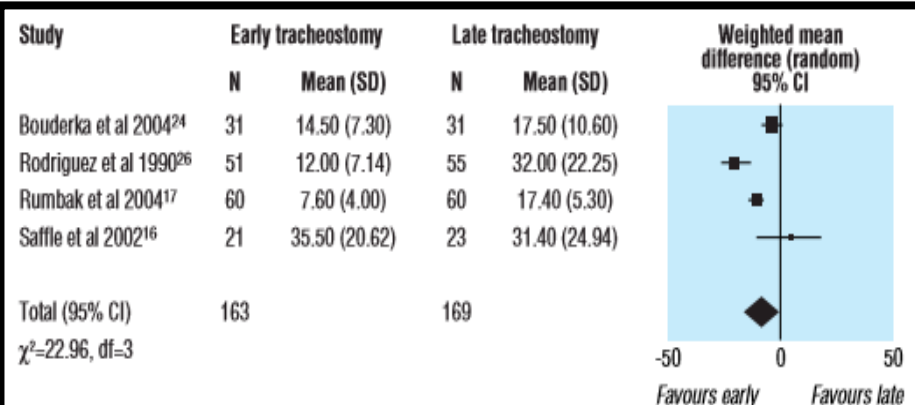 Study Early tracheostomy Late tracheostomy Weighted mean
difference (random)
N Mean (SD) N Mean (SD) 95% CI
Bouderka et al 2004²⁴ 31 14.50 (7.30) 31 17.50 (10.60)
Rodriguez et al 1990²⁶ 51 12.00 (7.14) 55 32.00 (22.25)
Rumbak et al 2004¹⁷ 60 7.60 (4.00) 60 17.40 (5.30)
Saffle et al 2002¹⁶ 21 35.50 (20.62) 23 31.40 (24.94)
Total (95% CI) 163 169
χ²=22.96, df=3
-50 0 50
Favours early Favours late